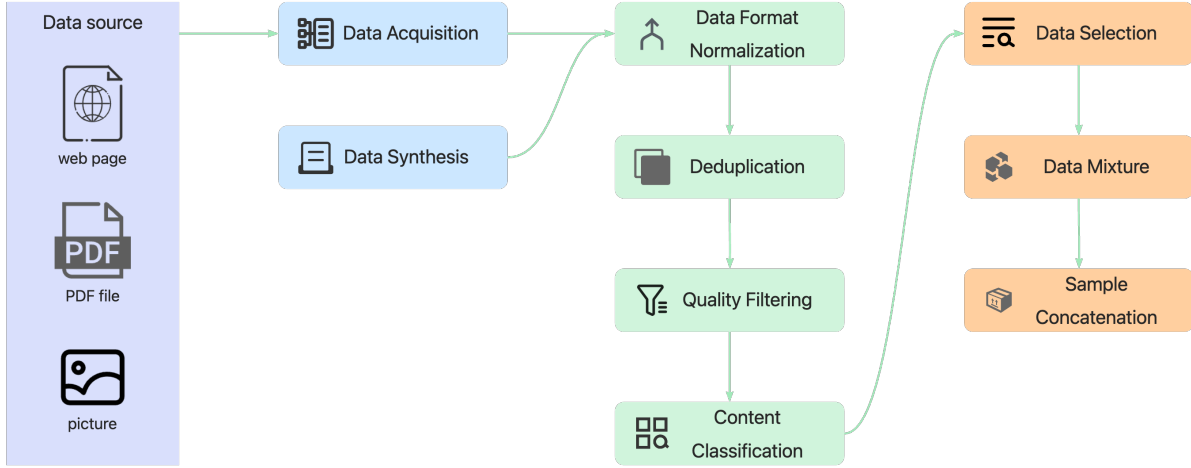 Data source
web page
PDF
PDF file
picture
Data Acquisition
Data Synthesis
Data Format
Normalization
Deduplication
Quality Filtering
Content
Classification
Data Selection
Data Mixture
Sample
Concatenation